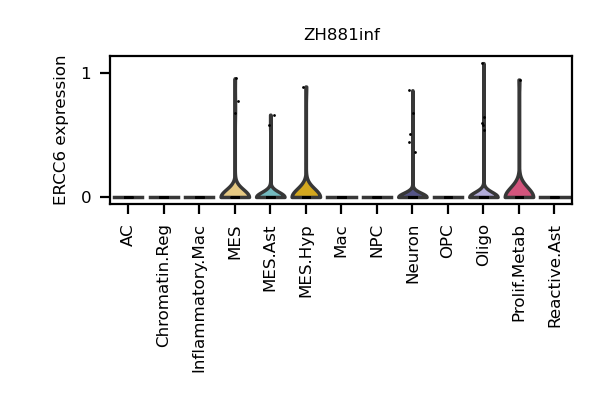 ZH881inf
ERCC6 expression
1
0
AC
Chromatin.Reg
Inflammatory.Mac
MES
MES.Ast
MES.Hyp
Mac
NPC
Neuron
OPC
Oligo
Prolif.Metab
Reactive.Ast